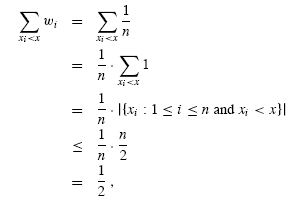 ∑_{x_i<x} w_i = ∑_{x_i<x} 1/n
= 1/n · ∑_{x_i<x} 1
= 1/n · |{x_i : 1 ≤ i ≤ n and x_i < x}|
≤ 1/n · n/2
= 1/2 ,